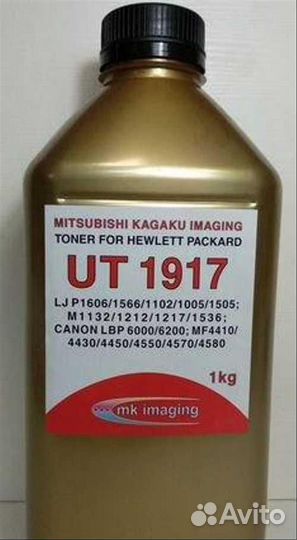 MITSUBISHI KAGAKU IMAGING
TONER FOR HEWLETT PACKARD
UT 1917
LJ P1606/1566/1102/1005/1505;
M1132/1212/1217/1536;
CANON LBP 6000/6200; MF4410/
4430/4450/4550/4570/4580
1kg
mk imaging
Avito